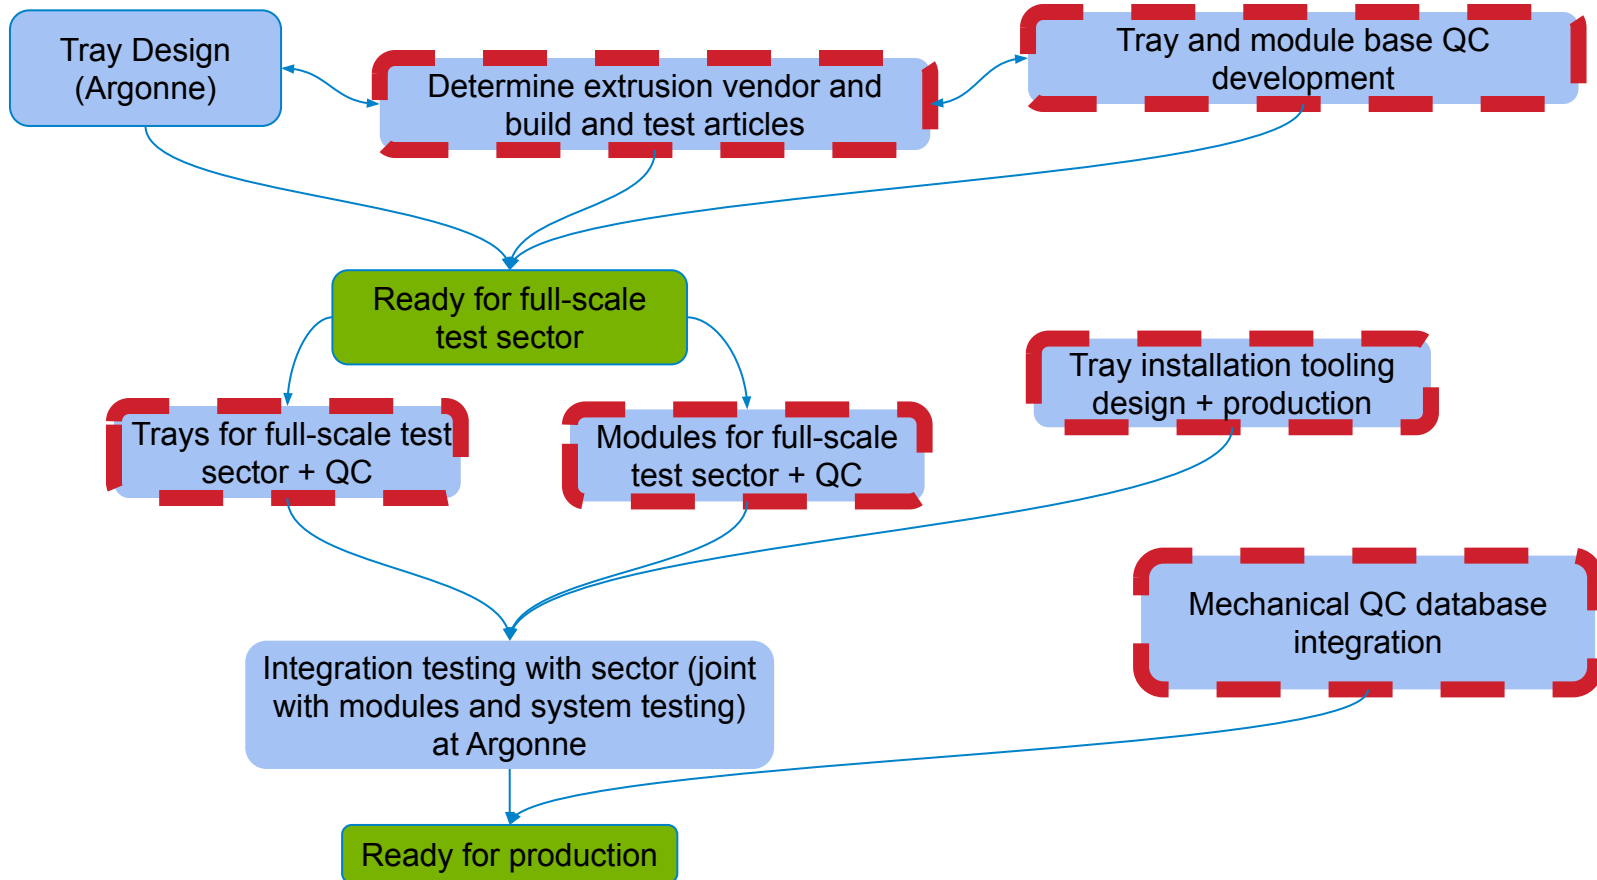 Tray Design
(Argonne)
Determine extrusion vendor and
build and test articles
Tray and module base QC
development
Ready for full-scale
test sector
Trays for full-scale test
sector + QC
Modules for full-scale
test sector + QC
Tray installation tooling
design + production
Mechanical QC database
integration
Integration testing with sector (joint
with modules and system testing)
at Argonne
Ready for production